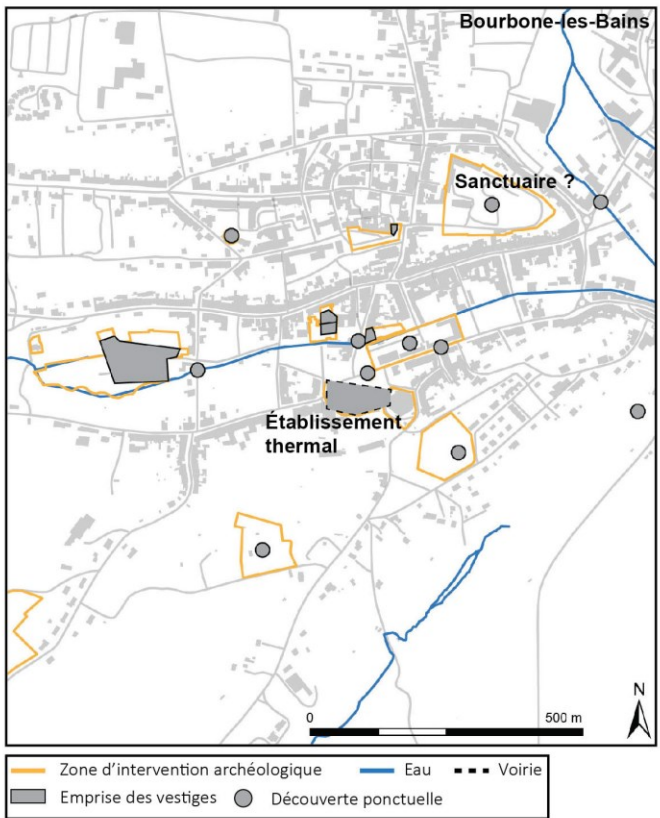 Bourbone-les-Bains
Sanctuaire ?
Établissement
thermal
N
0 500 m
Zone d'intervention archéologique Eau Voirie
Emprise des vestiges Découverte ponctuelle